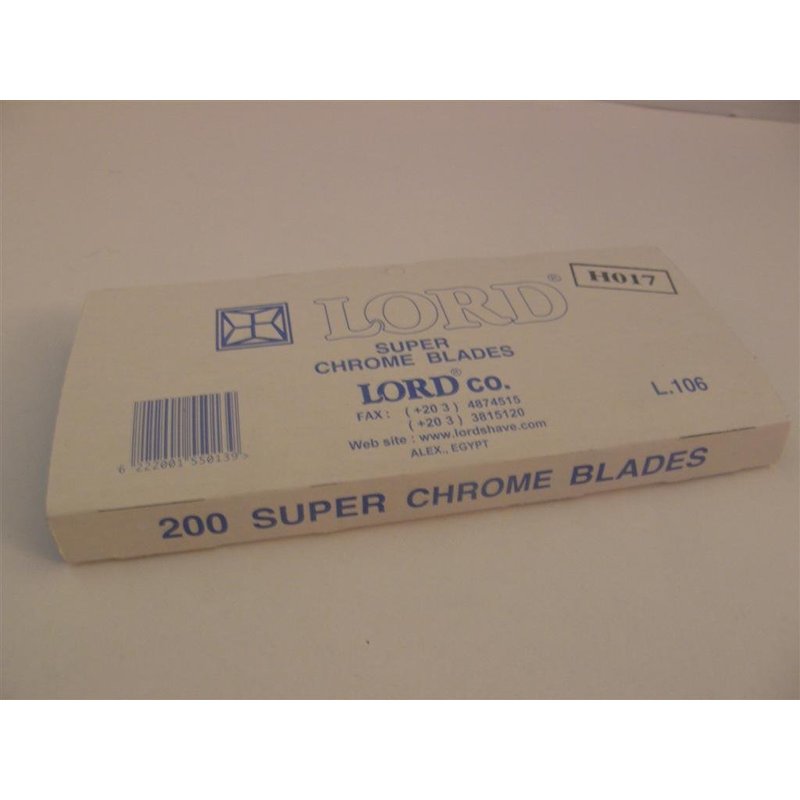 LORD®
H017
SUPER
CHROME BLADES
LORD® CO.
L.106
FAX : (+20 3) 4874515
(+20 3) 3815120
Web site : www.lordshave.com
ALEX., EGYPT
6 222001 550139>
200 SUPER CHROME BLADES